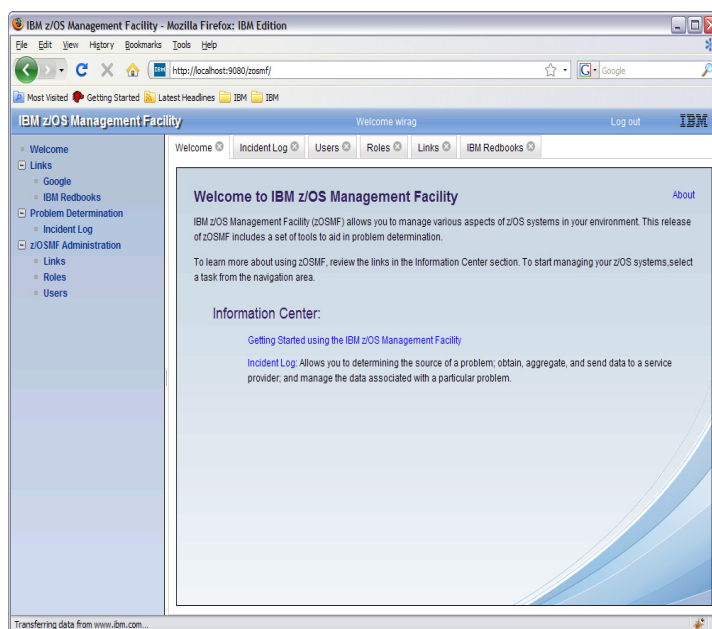 IBM z/OS Management Facility - Mozilla Firefox: IBM Edition
File Edit View History Bookmarks Tools Help
IBM http://localhost:9080/zosmf/ G Google
Most Visited Getting Started Latest Headlines IBM IBM
IBM z/OS Management Facility Welcome wirag Log out IBM
Welcome
Links
Google
IBM Redbooks
Problem Determination
Incident Log
z/OSMF Administration
Links
Roles
Users
Welcome Incident Log Users Roles Links IBM Redbooks
Welcome to IBM z/OS Management Facility About
IBM z/OS Management Facility (zOSMF) allows you to manage various aspects of z/OS systems in your environment. This release
of zOSMF includes a set of tools to aid in problem determination.
To learn more about using zOSMF, review the links in the Information Center section. To start managing your z/OS systems,select
a task from the navigation area.
Information Center:
Getting Started using the IBM z/OS Management Facility
Incident Log: Allows you to determining the source of a problem; obtain, aggregate, and send data to a service
provider; and manage the data associated with a particular problem.
Transferring data from www.ibm.com...